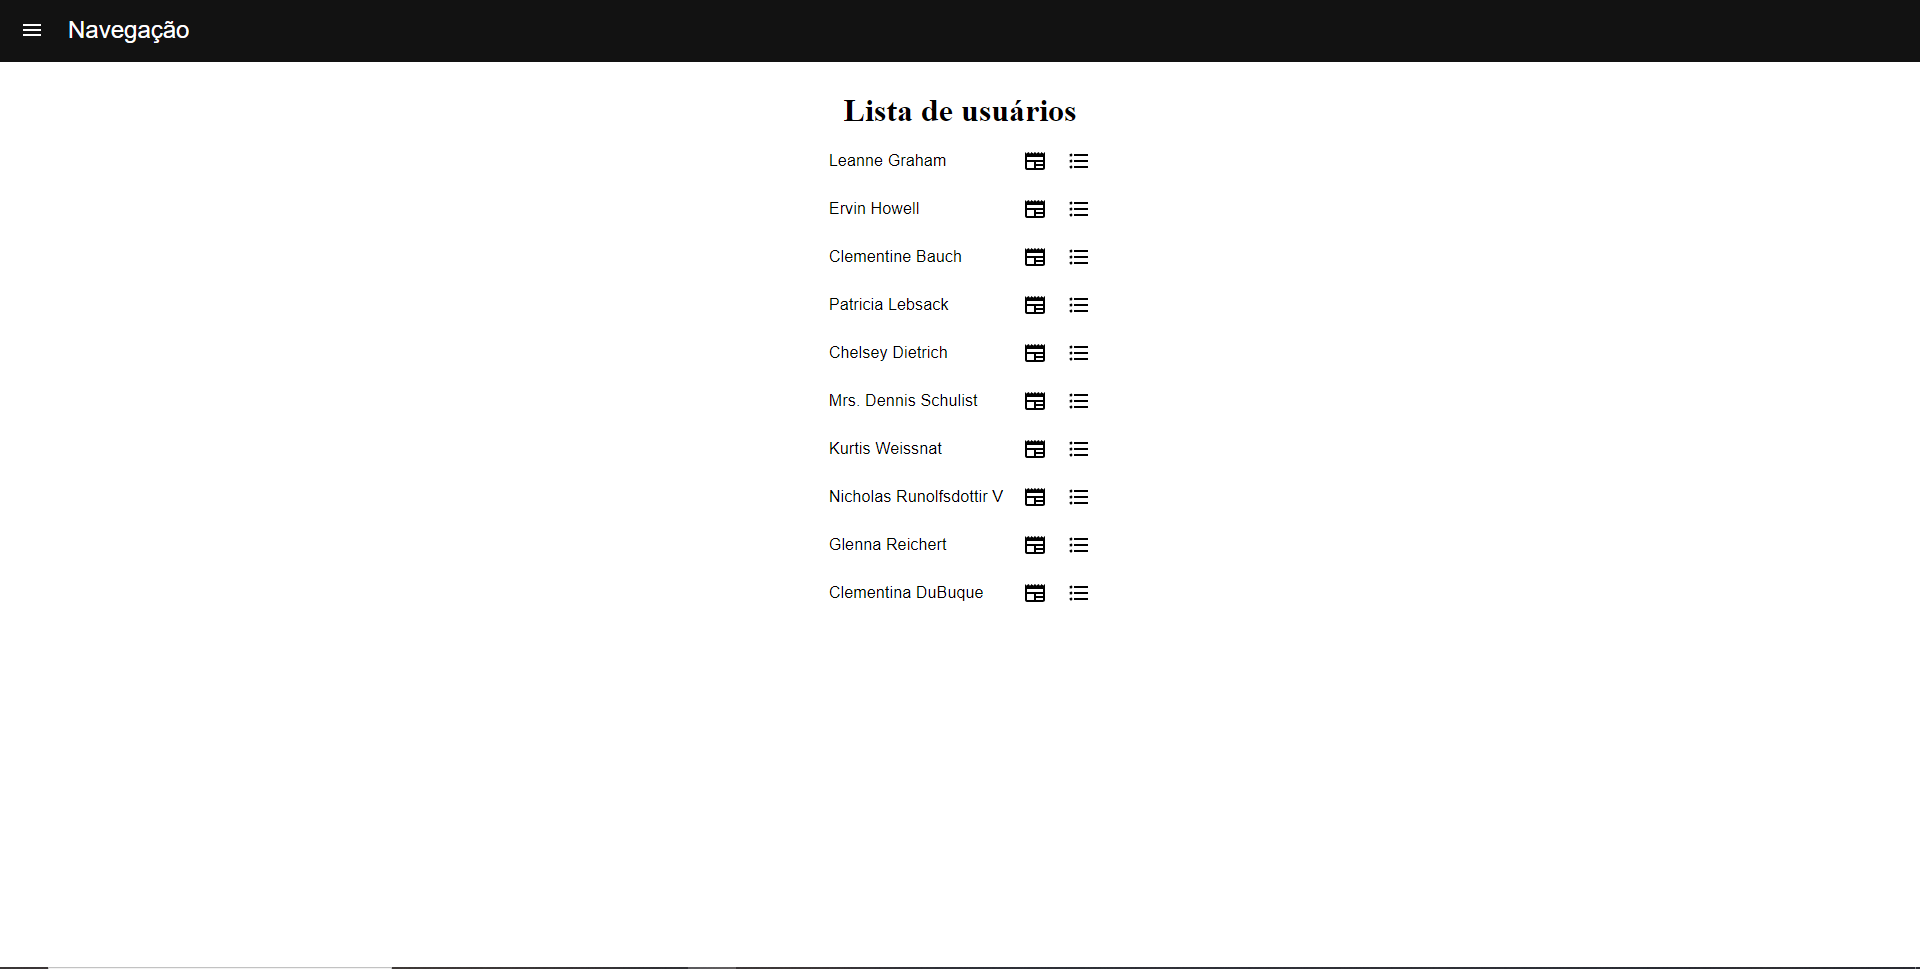 Navegação
Lista de usuários
Leanne Graham
Ervin Howell
Clementine Bauch
Patricia Lebsack
Chelsey Dietrich
Mrs. Dennis Schulist
Kurtis Weissnat
Nicholas Runolfsdottir V
Glenna Reichert
Clementina DuBuque